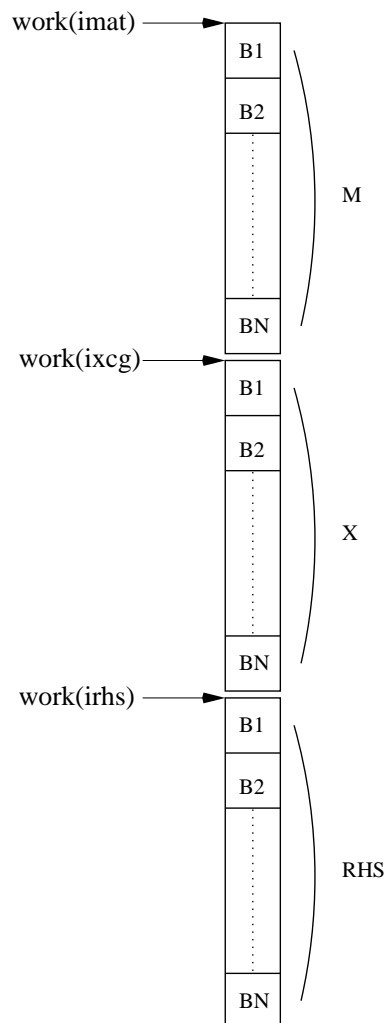 work(imat)
B1
B2
M
BN
work(ixcg)
B1
B2
X
BN
work(irhs)
B1
B2
RHS
BN